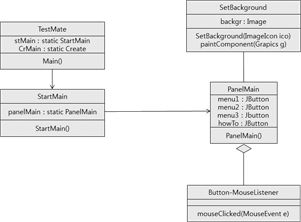 TestMate
stMain : static StartMain
CrMain : static Create
Main()
StartMain
panelMain : static PanelMain
StartMain()
SetBackground
backgr : Image
SetBackground(ImageIcon ico)
paintComponent(Grapics g)
PanelMain
menu1 : JButton
menu2 : JButton
menu3 : JButton
howTo : JButton
PanelMain()
Button-MouseListener
mouseClicked(MouseEvent e)